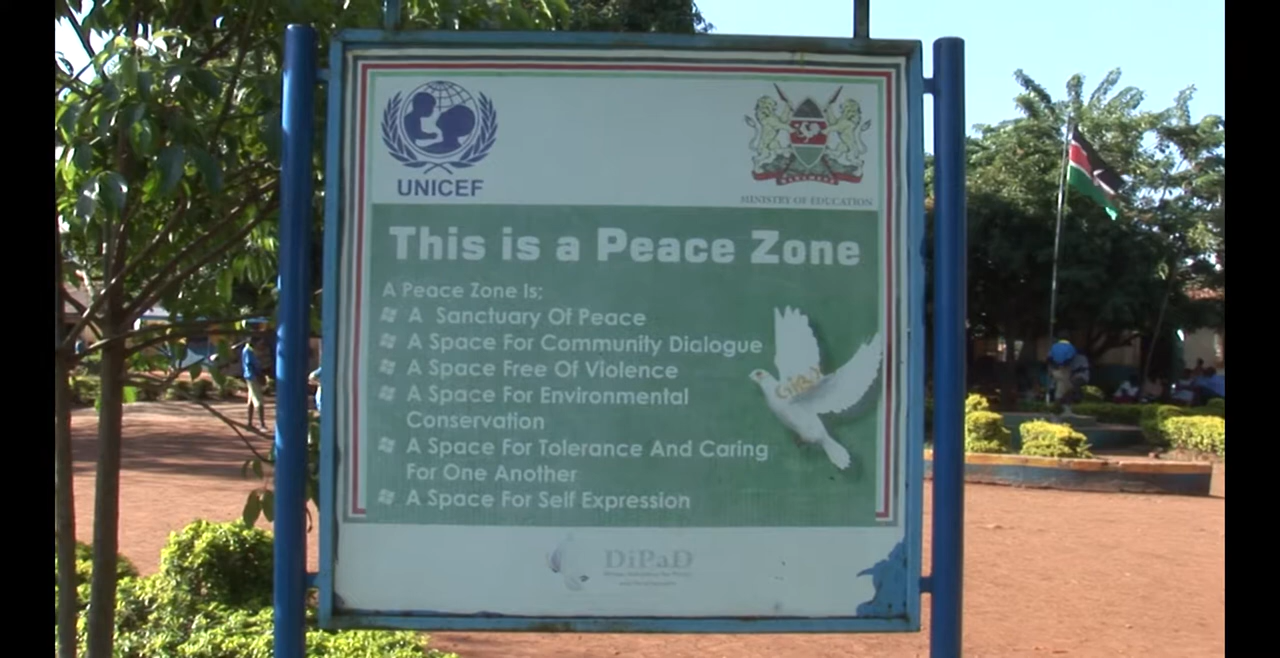 UNICEF
MINISTRY OF EDUCATION
This is a Peace Zone
A Peace Zone Is;
A Sanctuary Of Peace
A Space For Community Dialogue
A Space Free Of Violence
A Space For Environmental
Conservation
A Space For Tolerance And Caring
For One Another
A Space For Self Expression
DiPaD